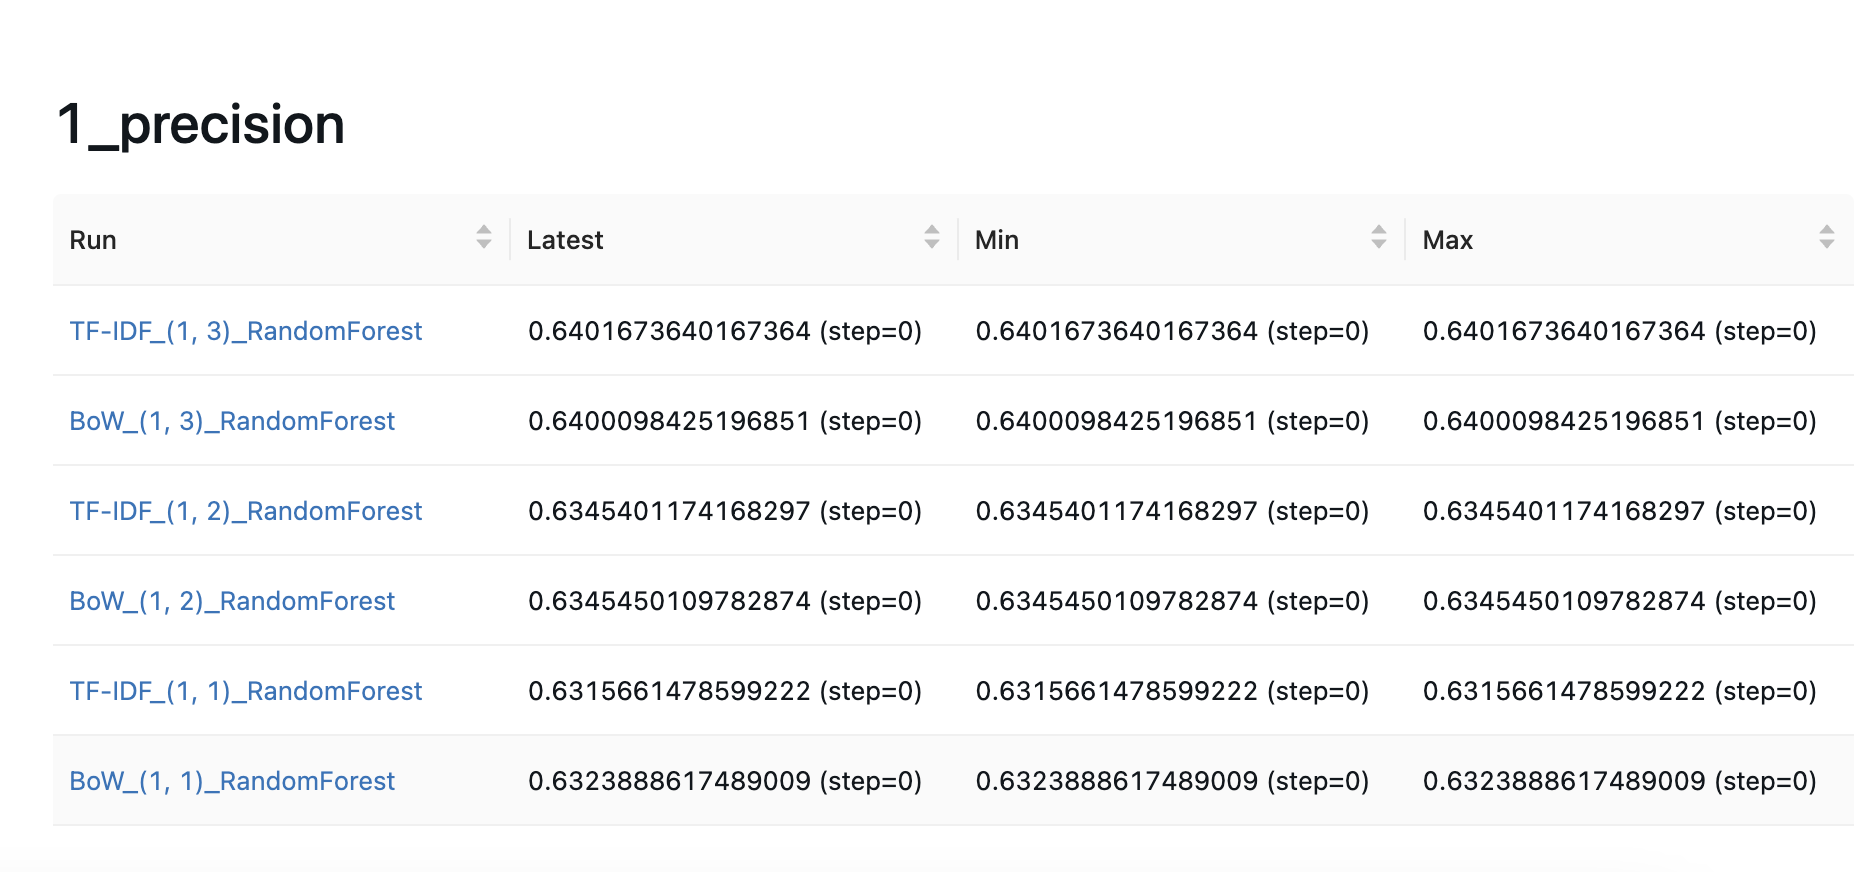 1_precision
Run Latest Min Max
TF-IDF_(1, 3)_RandomForest 0.6401673640167364 (step=0) 0.6401673640167364 (step=0) 0.6401673640167364 (step=0)
BoW_(1, 3)_RandomForest 0.6400098425196851 (step=0) 0.6400098425196851 (step=0) 0.6400098425196851 (step=0)
TF-IDF_(1, 2)_RandomForest 0.6345401174168297 (step=0) 0.6345401174168297 (step=0) 0.6345401174168297 (step=0)
BoW_(1, 2)_RandomForest 0.6345450109782874 (step=0) 0.6345450109782874 (step=0) 0.6345450109782874 (step=0)
TF-IDF_(1, 1)_RandomForest 0.6315661478599222 (step=0) 0.6315661478599222 (step=0) 0.6315661478599222 (step=0)
BoW_(1, 1)_RandomForest 0.6323888617489009 (step=0) 0.6323888617489009 (step=0) 0.6323888617489009 (step=0)